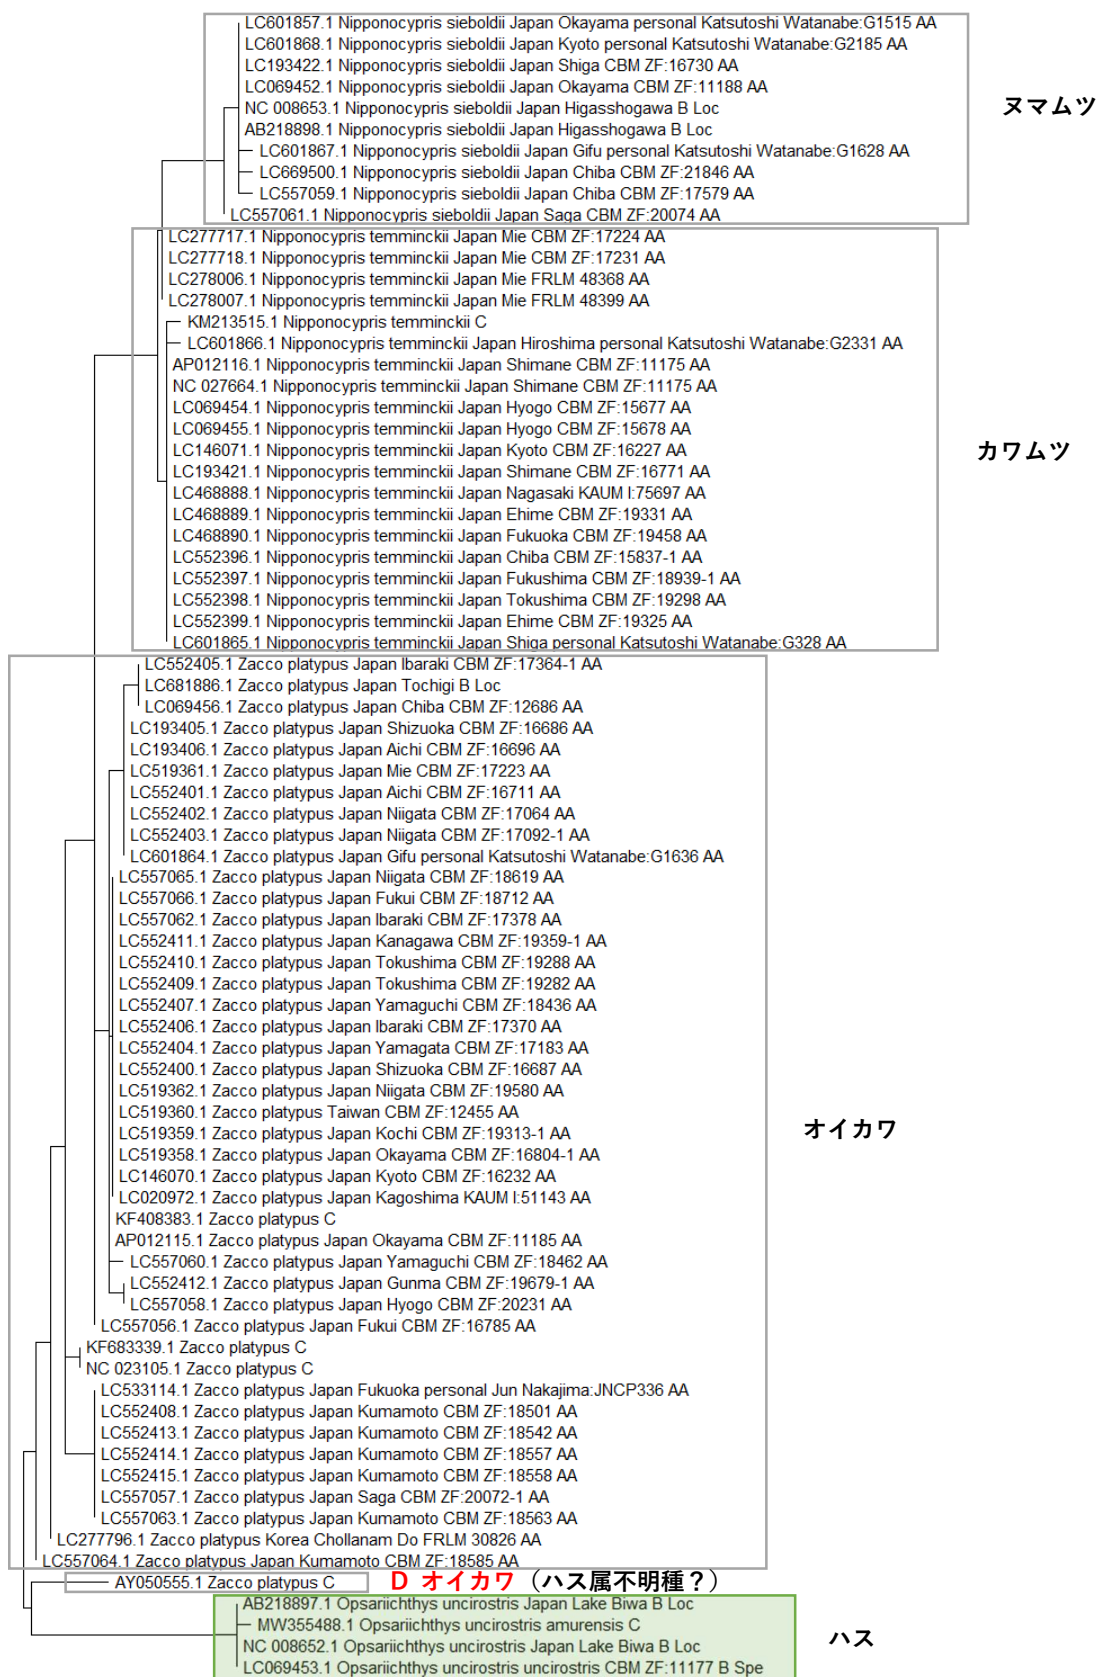 LC601857.1 Nipponocypris sieboldii Japan Okayama personal Katsutoshi Watanabe:G1515 AA
LC601868.1 Nipponocypris sieboldii Japan Kyoto personal Katsutoshi Watanabe:G2185 AA
LC193422.1 Nipponocypris sieboldii Japan Shiga CBM ZF:16730 AA
LC069452.1 Nipponocypris sieboldii Japan Okayama CBM ZF:11188 AA
NC 008653.1 Nipponocypris sieboldii Japan Higasshogawa B Loc
ヌマムツ
AB218898.1 Nipponocypris sieboldii Japan Higasshogawa B Loc
LC601867.1 Nipponocypris sieboldii Japan Gifu personal Katsutoshi Watanabe:G1628 AA
LC669500.1 Nipponocypris sieboldii Japan Chiba CBM ZF:21846 AA
LC557059.1 Nipponocypris sieboldii Japan Chiba CBM ZF:17579 AA
LC557061.1 Nipponocypris sieboldii Japan Saga CBM ZF:20074 AA
LC277717.1 Nipponocypris temminckii Japan Mie CBM ZF:17224 AA
LC277718.1 Nipponocypris temminckii Japan Mie CBM ZF:17231 AA
LC278006.1 Nipponocypris temminckii Japan Mie FRLM 48368 AA
LC278007.1 Nipponocypris temminckii Japan Mie FRLM 48399 AA
KM213515.1 Nipponocypris temminckii C
LC601866.1 Nipponocypris temminckii Japan Hiroshima personal Katsutoshi Watanabe:G2331 AA
AP012116.1 Nipponocypris temminckii Japan Shimane CBM ZF:11175 AA
NC 027664.1 Nipponocypris temminckii Japan Shimane CBM ZF:11175 AA
LC069454.1 Nipponocypris temminckii Japan Hyogo CBM ZF:15677 AA
LC069455.1 Nipponocypris temminckii Japan Hyogo CBM ZF:15678 AA
LC146071.1 Nipponocypris temminckii Japan Kyoto CBM ZF:16227 AA
カワムツ
LC193421.1 Nipponocypris temminckii Japan Shimane CBM ZF:16771 AA
LC468888.1 Nipponocypris temminckii Japan Nagasaki KAUM I:75697 AA
LC468889.1 Nipponocypris temminckii Japan Ehime CBM ZF:19331 AA
LC468890.1 Nipponocypris temminckii Japan Fukuoka CBM ZF:19458 AA
LC552396.1 Nipponocypris temminckii Japan Chiba CBM ZF:15837-1 AA
LC552397.1 Nipponocypris temminckii Japan Fukushima CBM ZF:18939-1 AA
LC552398.1 Nipponocypris temminckii Japan Tokushima CBM ZF:19298 AA
LC552399.1 Nipponocypris temminckii Japan Ehime CBM ZF:19325 AA
LC601865.1 Nipponocypris temminckii Japan Shiga personal Katsutoshi Watanabe:G328 AA
LC552405.1 Zacco platypus Japan Ibaraki CBM ZF:17364-1 AA
LC681886.1 Zacco platypus Japan Tochigi B Loc
LC069456.1 Zacco platypus Japan Chiba CBM ZF:12686 AA
LC193405.1 Zacco platypus Japan Shizuoka CBM ZF:16686 AA
LC193406.1 Zacco platypus Japan Aichi CBM ZF:16696 AA
LC519361.1 Zacco platypus Japan Mie CBM ZF:17223 AA
LC552401.1 Zacco platypus Japan Aichi CBM ZF:16711 AA
LC552402.1 Zacco platypus Japan Niigata CBM ZF:17064 AA
LC552403.1 Zacco platypus Japan Niigata CBM ZF:17092-1 AA
LC601864.1 Zacco platypus Japan Gifu personal Katsutoshi Watanabe:G1636 AA
LC557065.1 Zacco platypus Japan Niigata CBM ZF:18619 AA
LC557066.1 Zacco platypus Japan Fukui CBM ZF:18712 AA
LC557062.1 Zacco platypus Japan Ibaraki CBM ZF:17378 AA
LC552411.1 Zacco platypus Japan Kanagawa CBM ZF:19359-1 AA
LC552410.1 Zacco platypus Japan Tokushima CBM ZF:19288 AA
LC552409.1 Zacco platypus Japan Tokushima CBM ZF:19282 AA
LC552407.1 Zacco platypus Japan Yamaguchi CBM ZF:18436 AA
LC552406.1 Zacco platypus Japan Ibaraki CBM ZF:17370 AA
LC552404.1 Zacco platypus Japan Yamagata CBM ZF:17183 AA
LC552400.1 Zacco platypus Japan Shizuoka CBM ZF:16687 AA
LC519362.1 Zacco platypus Japan Niigata CBM ZF:19580 AA
LC519360.1 Zacco platypus Taiwan CBM ZF:12455 AA
LC519359.1 Zacco platypus Japan Kochi CBM ZF:19313-1 AA
オイカワ
LC519358.1 Zacco platypus Japan Okayama CBM ZF:16804-1 AA
LC146070.1 Zacco platypus Japan Kyoto CBM ZF:16232 AA
LC020972.1 Zacco platypus Japan Kagoshima KAUM I:51143 AA
KF408383.1 Zacco platypus C
AP012115.1 Zacco platypus Japan Okayama CBM ZF:11185 AA
LC557060.1 Zacco platypus Japan Yamaguchi CBM ZF:18462 AA
LC552412.1 Zacco platypus Japan Gunma CBM ZF:19679-1 AA
LC557058.1 Zacco platypus Japan Hyogo CBM ZF:20231 AA
LC557056.1 Zacco platypus Japan Fukui CBM ZF:16785 AA
KF683339.1 Zacco platypus C
NC 023105.1 Zacco platypus C
LC533114.1 Zacco platypus Japan Fukuoka personal Jun Nakajima:JNCP336 AA
LC552408.1 Zacco platypus Japan Kumamoto CBM ZF:18501 AA
LC552413.1 Zacco platypus Japan Kumamoto CBM ZF:18542 AA
LC552414.1 Zacco platypus Japan Kumamoto CBM ZF:18557 AA
LC552415.1 Zacco platypus Japan Kumamoto CBM ZF:18558 AA
LC557057.1 Zacco platypus Japan Saga CBM ZF:20072-1 AA
LC557063.1 Zacco platypus Japan Kumamoto CBM ZF:18563 AA
LC277796.1 Zacco platypus Korea Chollanam Do FRLM 30826 AA
LC557064.1 Zacco platypus Japan Kumamoto CBM ZF:18585 AA
AY050555.1 Zacco platypus C D オイカワ（ハス属不明種？）
AB218897.1 Opsariichthys uncirostris Japan Lake Biwa B Loc
MW355488.1 Opsariichthys uncirostris amurensis C
ハス
NC 008652.1 Opsariichthys uncirostris Japan Lake Biwa B Loc
LC069453.1 Opsariichthys uncirostris uncirostris CBM ZF:11177 B Spe